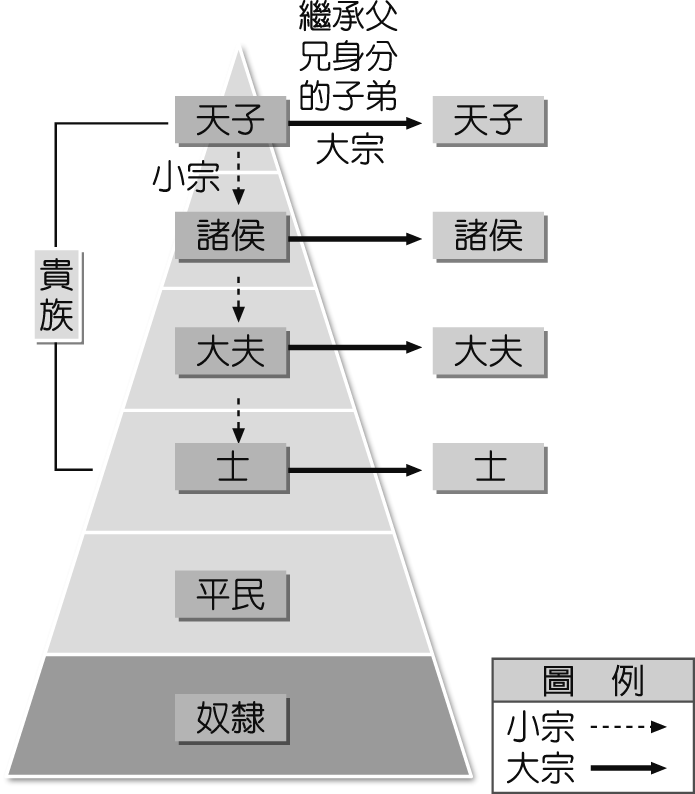 繼承父
兄身分
的子弟
天子
天子
大宗
小宗
諸侯
諸侯
貴
族
大夫
大夫
士
士
平民
奴隸
圖 例
小宗
大宗